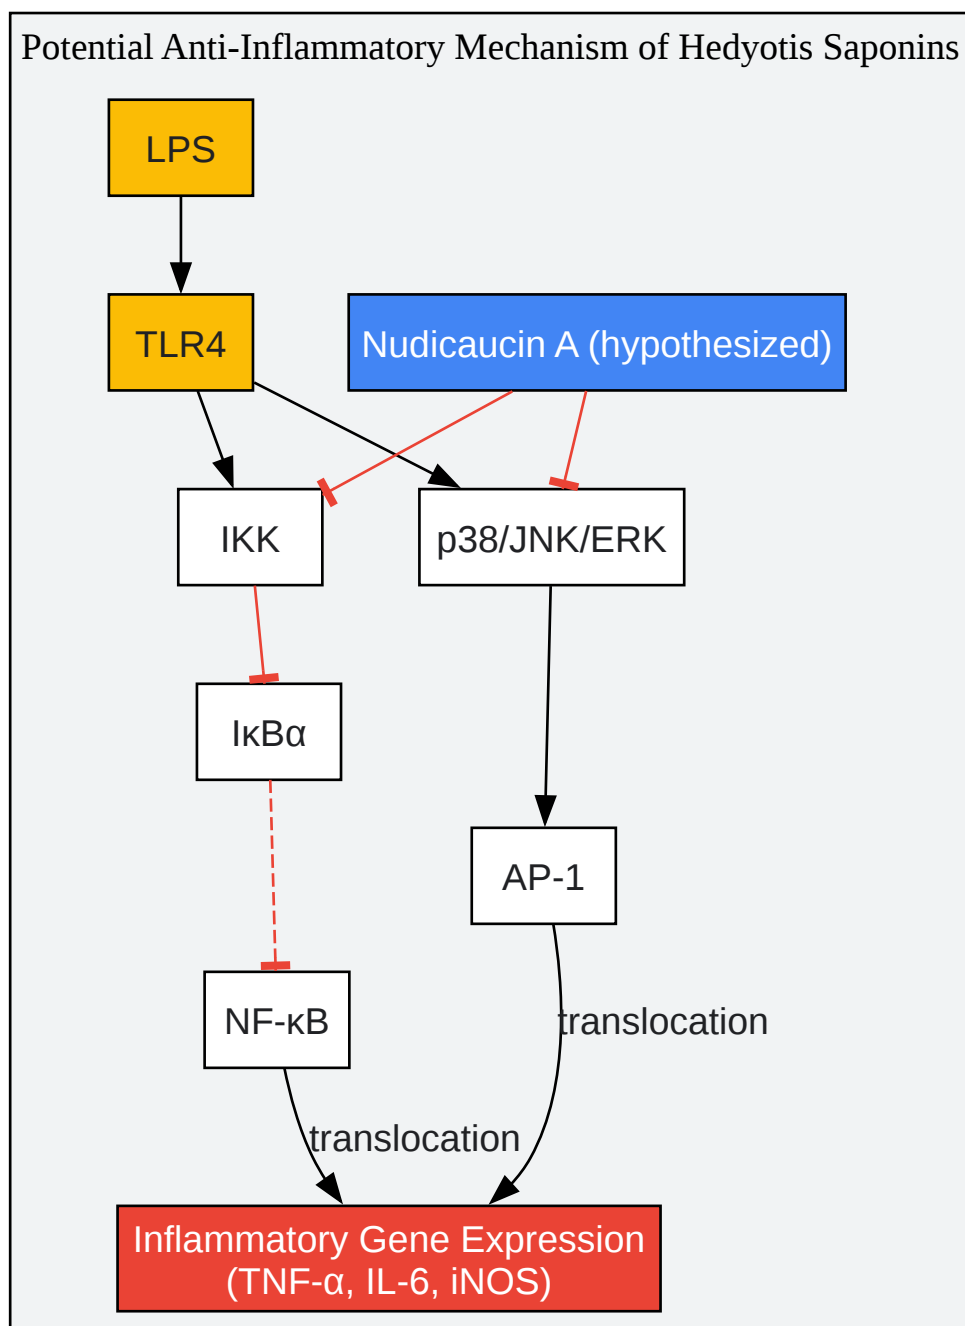 Potential Anti-Inflammatory Mechanism of Hedyotis Saponins
LPS
TLR4
Nudicaucin A (hypothesized)
IKK
p38/JNK/ERK
IκBα
AP-1
NF-κB
translocation
translocation
Inflammatory Gene Expression
(TNF-α, IL-6, iNOS)